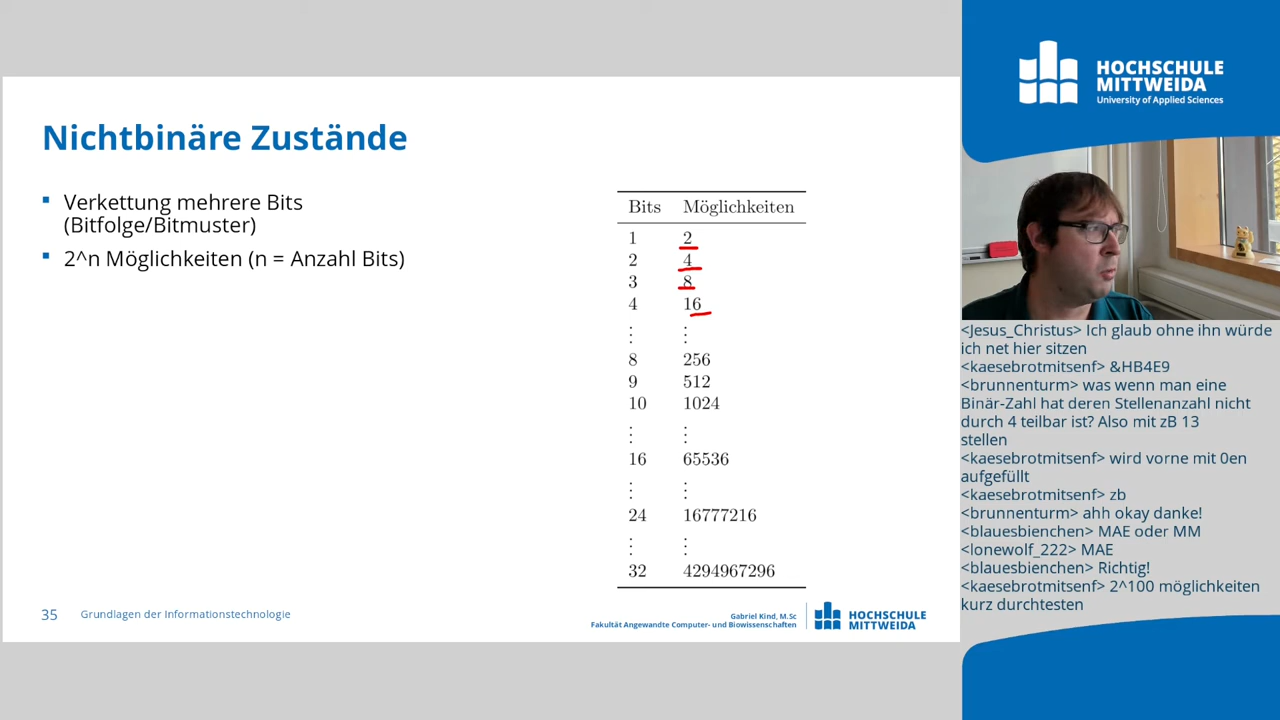 Nichtbinäre Zustände
Verkettung mehrere Bits
(Bitfolge/Bitmuster)
2^n Möglichkeiten (n = Anzahl Bits)
Bits Möglichkeiten
1 2
2 4
3 8
4 16
⋮ ⋮
8 256
9 512
10 1024
⋮ ⋮
16 65536
⋮ ⋮
24 16777216
⋮ ⋮
32 4294967296
35 Grundlagen der Informationstechnologie
Gabriel Kind, M.Sc
Fakultät Angewandte Computer- und Biowissenschaften
HOCHSCHULE
MITTWEIDA
HOCHSCHULE
MITTWEIDA
University of Applied Sciences
<Jesus_Christus> Ich glaub ohne ihn würde
ich net hier sitzen
<kaesebrotmitsenf> &HB4E9
<brunnenturm> was wenn man eine
Binär-Zahl hat deren Stellenanzahl nicht
durch 4 teilbar ist? Also mit zB 13
stellen
<kaesebrotmitsenf> wird vorne mit 0en
aufgefüllt
<kaesebrotmitsenf> zb
<brunnenturm> ahh okay danke!
<blauesbienchen> MAE oder MM
<lonewolf_222> MAE
<blauesbienchen> Richtig!
<kaesebrotmitsenf> 2^100 möglichkeiten
kurz durchtesten